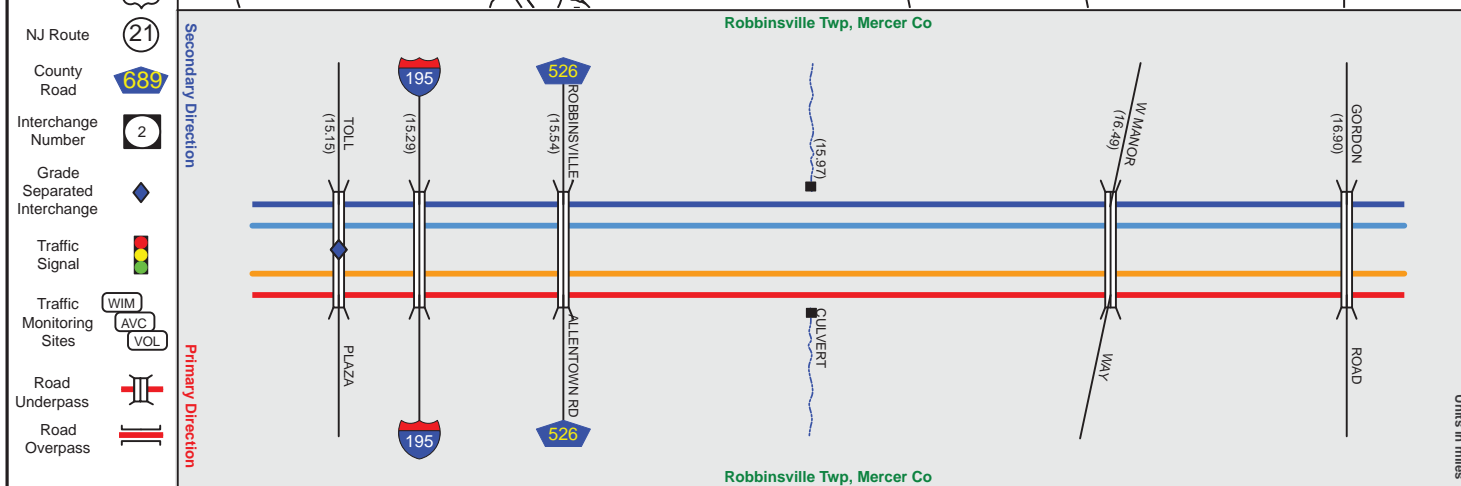 NJ Route
21
County
Road
689
Interchange
Number
2
Grade
Separated
Interchange
Traffic
Signal
Traffic
Monitoring
Sites
WIM
AVC
VOL
Road
Underpass
Road
Overpass
Secondary Direction
Primary Direction
Robbinsville Twp, Mercer Co
TOLL
(15.15)
PLAZA
195
(15.29)
195
526
ROBBINSVILLE
(15.54)
ALLENTOWN RD
526
(15.97)
CULVERT
W MANOR
(16.49)
WAY
GORDON
(16.90)
ROAD
Robbinsville Twp, Mercer Co
Units in miles